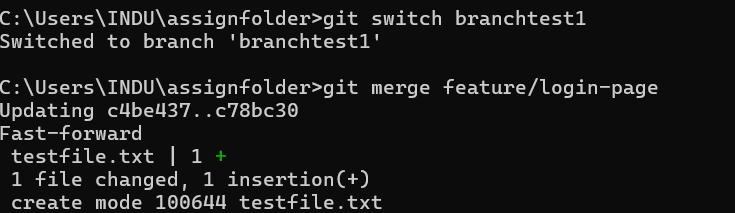 C:\Users\INDU\assignfolder>git switch branchtest1
Switched to branch 'branchtest1'
C:\Users\INDU\assignfolder>git merge feature/login-page
Updating c4be437..c78bc30
Fast-forward
 testfile.txt | 1 +
 1 file changed, 1 insertion(+)
 create mode 100644 testfile.txt